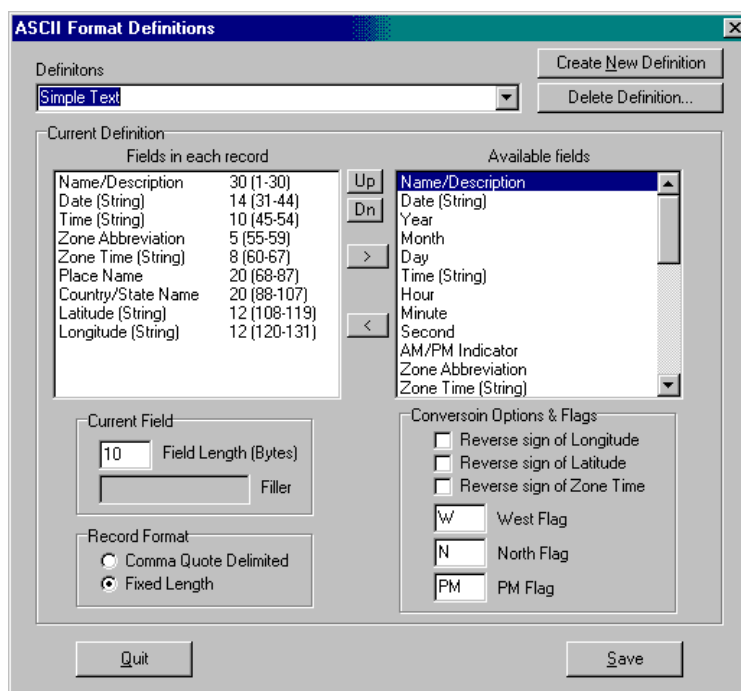 ASCII Format Definitions
Definitons
Create New Definition
Simple Text
Delete Definition...
Current Definition
Fields in each record
Available fields
Name/Description 30 (1-30)
Date (String) 14 (31-44)
Time (String) 10 (45-54)
Zone Abbreviation 5 (55-59)
Zone Time (String) 8 (60-67)
Place Name 20 (68-87)
Country/State Name 20 (88-107)
Latitude (String) 12 (108-119)
Longitude (String) 12 (120-131)
Up
Dn
>
<
Name/Description
Date (String)
Year
Month
Day
Time (String)
Hour
Minute
Second
AM/PM Indicator
Zone Abbreviation
Zone Time (String)
Current Field
10 Field Length (Bytes)
Filler
Record Format
Comma Quote Delimited
Fixed Length
Conversoin Options & Flags
Reverse sign of Longitude
Reverse sign of Latitude
Reverse sign of Zone Time
W West Flag
N North Flag
PM PM Flag
Quit
Save